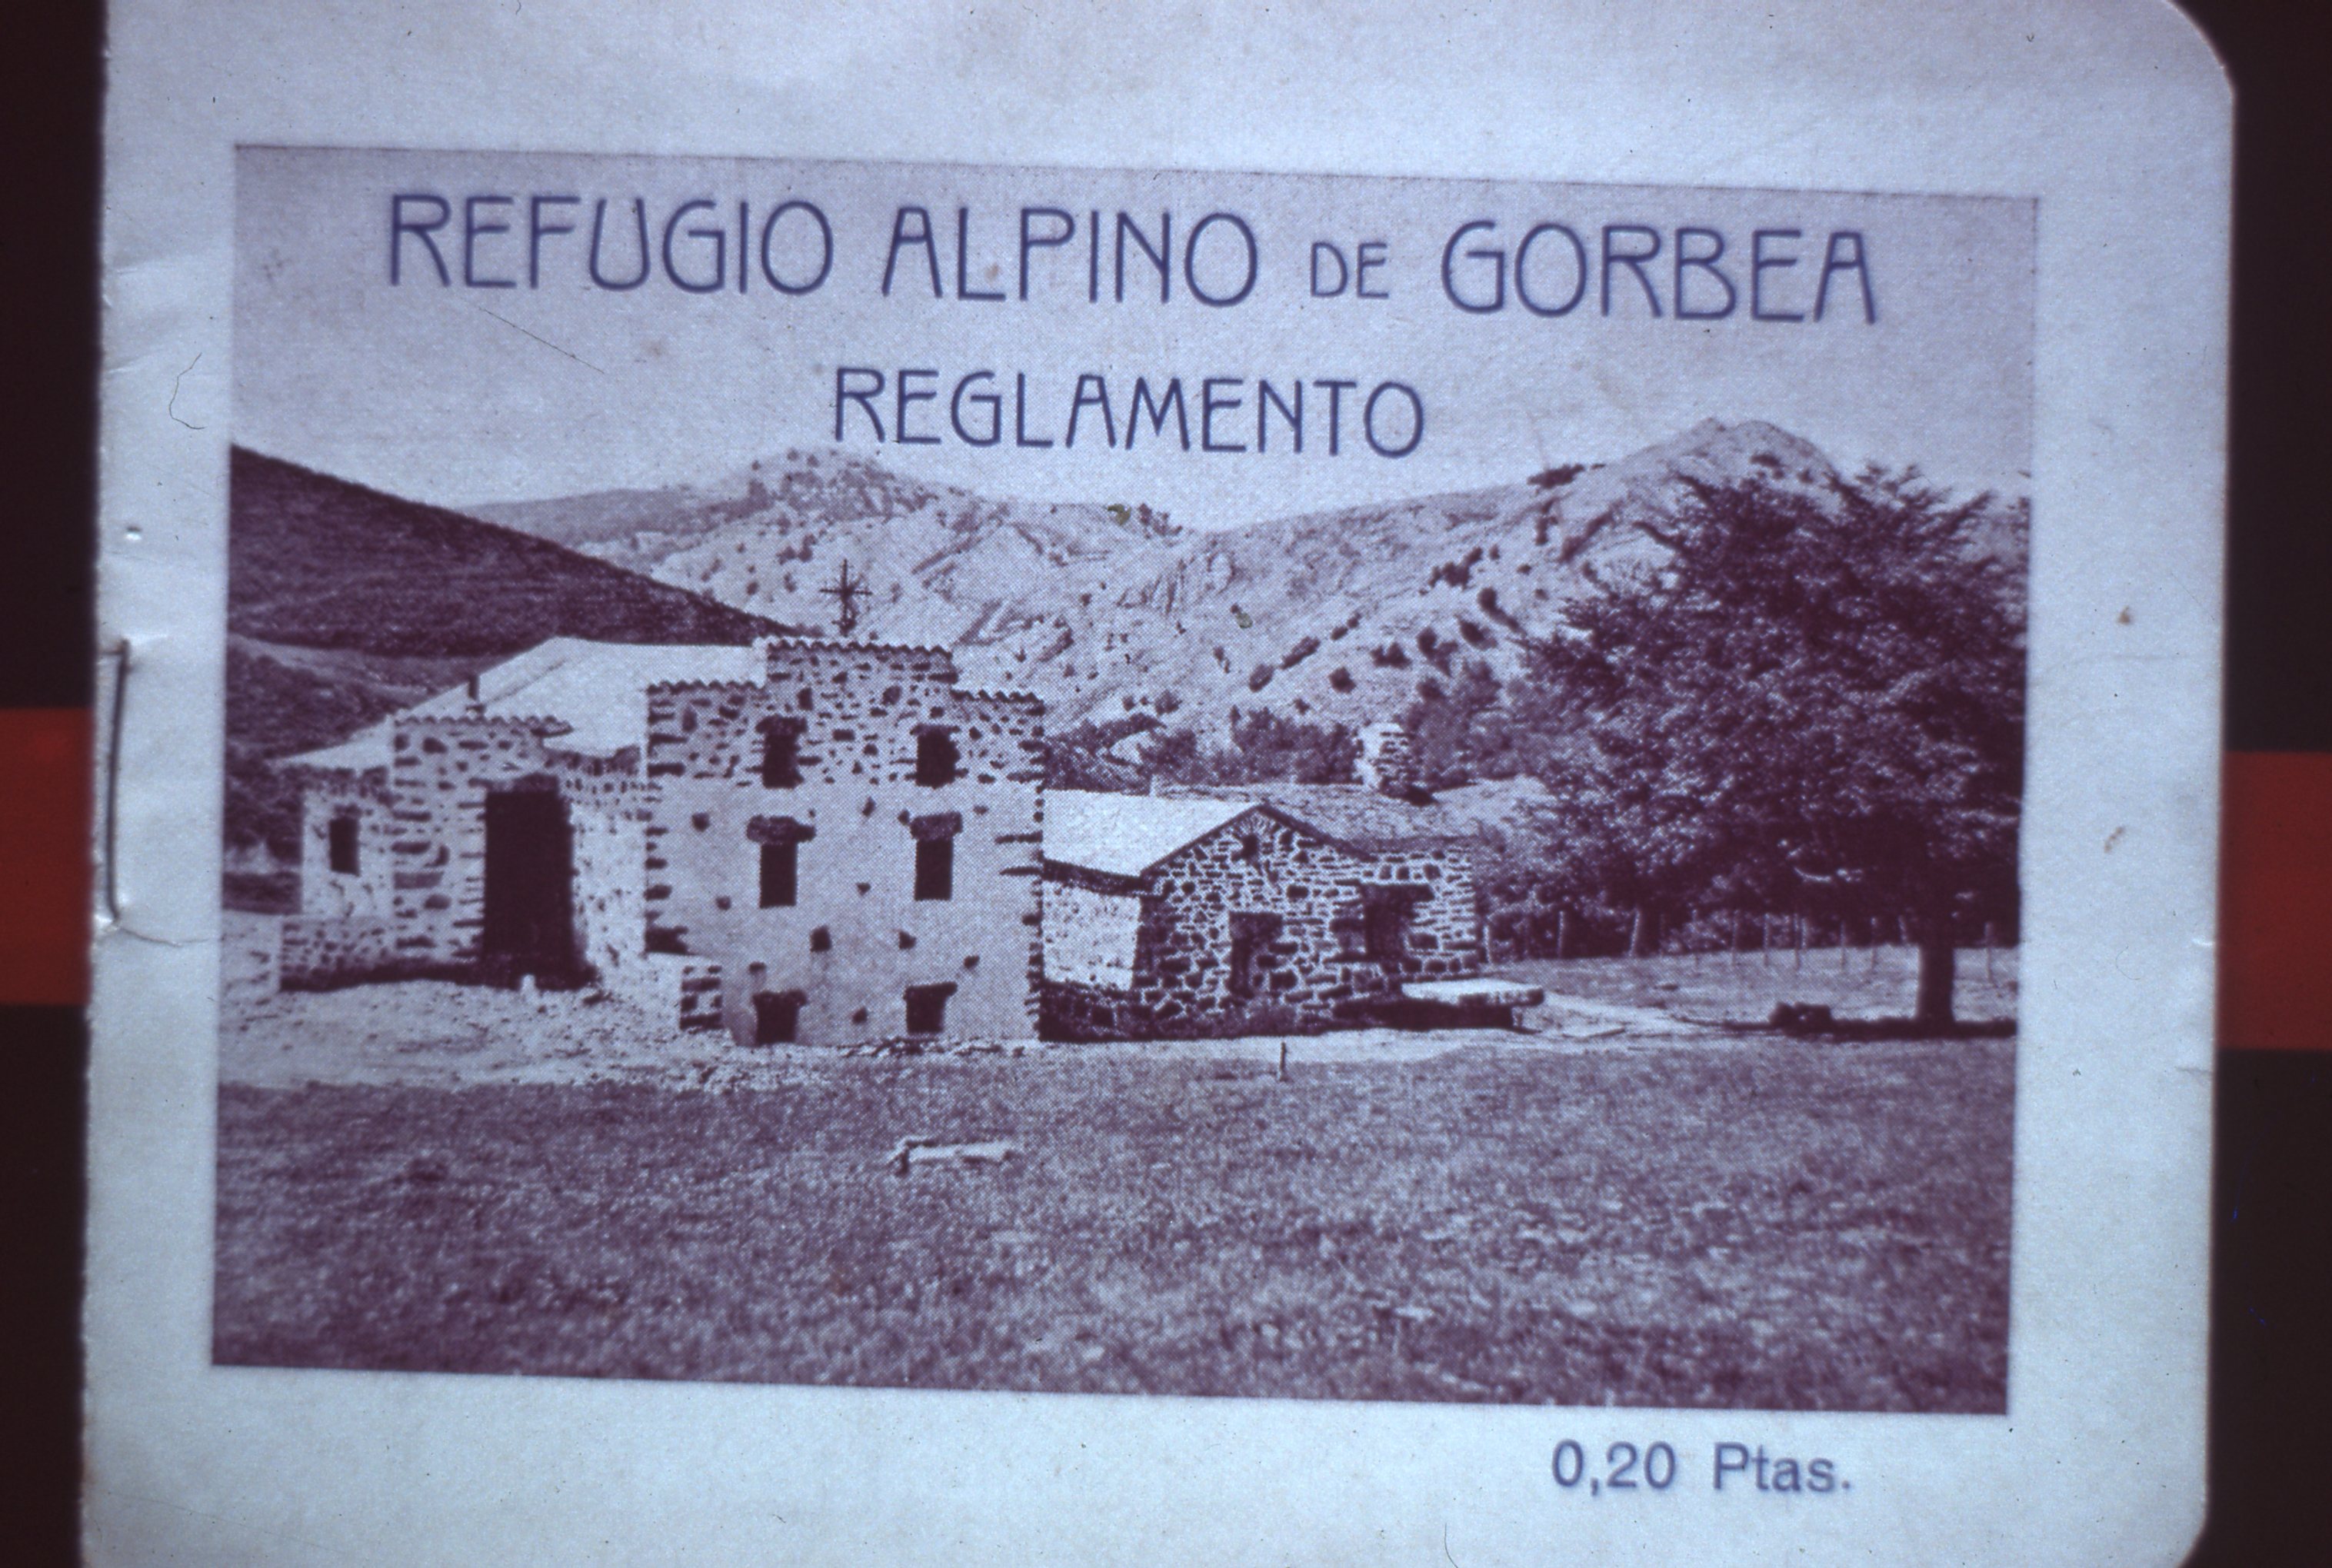 REFUGIO ALPINO DE GORBEA
REGLAMENTO
0,20 Ptas.